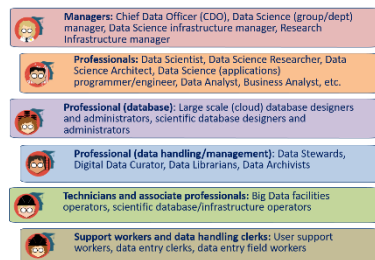 Managers: Chief Data Officer (CDO), Data Science (group/dept)
manager, Data Science infrastructure manager, Research
Infrastructure manager
Professionals: Data Scientist, Data Science Researcher, Data
Science Architect, Data Science (applications)
programmer/engineer, Data Analyst, Business Analyst, etc.
Professional (database): Large scale (cloud) database designers
and administrators, scientific database designers and
administrators
Professional (data handling/management): Data Stewards,
Digital Data Curator, Data Librarians, Data Archivists
Technicians and associate professionals: Big Data facilities
operators, scientific database/infrastructure operators
Support workers and data handling clerks: User support
workers, data entry clerks, data entry field workers